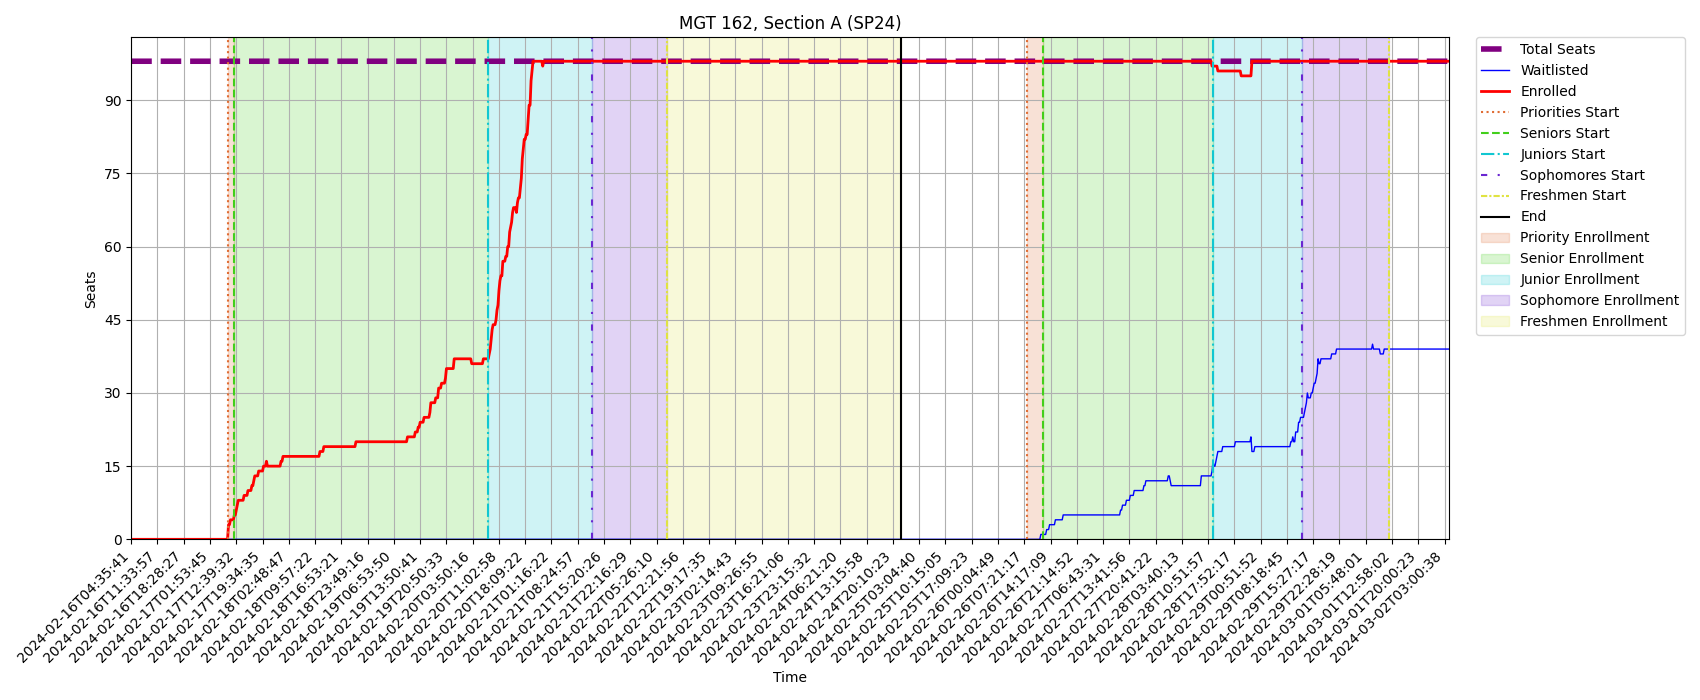 MGT 162, Section A (SP24)
Total Seats
Waitlisted
Enrolled
Priorities Start
Seniors Start
Juniors Start
Sophomores Start
Freshmen Start
End
Priority Enrollment
Senior Enrollment
Junior Enrollment
Sophomore Enrollment
Freshmen Enrollment
Seats
90
75
60
45
30
15
0
2024-02-16T04:35:41
2024-02-16T11:33:57
2024-02-16T18:28:27
2024-02-17T01:53:45
2024-02-17T12:39:32
2024-02-17T19:34:35
2024-02-18T02:48:47
2024-02-18T09:57:22
2024-02-18T16:53:21
2024-02-18T23:49:16
2024-02-19T06:53:50
2024-02-19T13:50:41
2024-02-19T20:50:33
2024-02-20T03:50:16
2024-02-20T11:02:58
2024-02-20T18:09:22
2024-02-21T01:16:22
2024-02-21T08:24:57
2024-02-21T15:20:26
2024-02-21T22:16:29
2024-02-22T05:26:10
2024-02-22T12:21:56
2024-02-22T19:17:35
2024-02-23T02:14:43
2024-02-23T09:26:55
2024-02-23T16:21:06
2024-02-23T23:15:32
2024-02-24T06:21:20
2024-02-24T13:15:58
2024-02-24T20:10:23
2024-02-25T03:04:40
2024-02-25T10:15:05
2024-02-25T17:09:23
2024-02-26T00:04:49
2024-02-26T07:21:17
2024-02-26T14:17:09
2024-02-26T21:14:52
2024-02-27T06:43:31
2024-02-27T13:41:56
2024-02-27T20:41:22
2024-02-28T03:40:13
2024-02-28T10:51:57
2024-02-28T17:52:17
2024-02-29T00:51:52
2024-02-29T08:18:45
2024-02-29T15:27:17
2024-02-29T22:28:19
2024-03-01T05:48:01
2024-03-01T12:58:02
2024-03-01T20:00:23
2024-03-02T03:00:38
Time